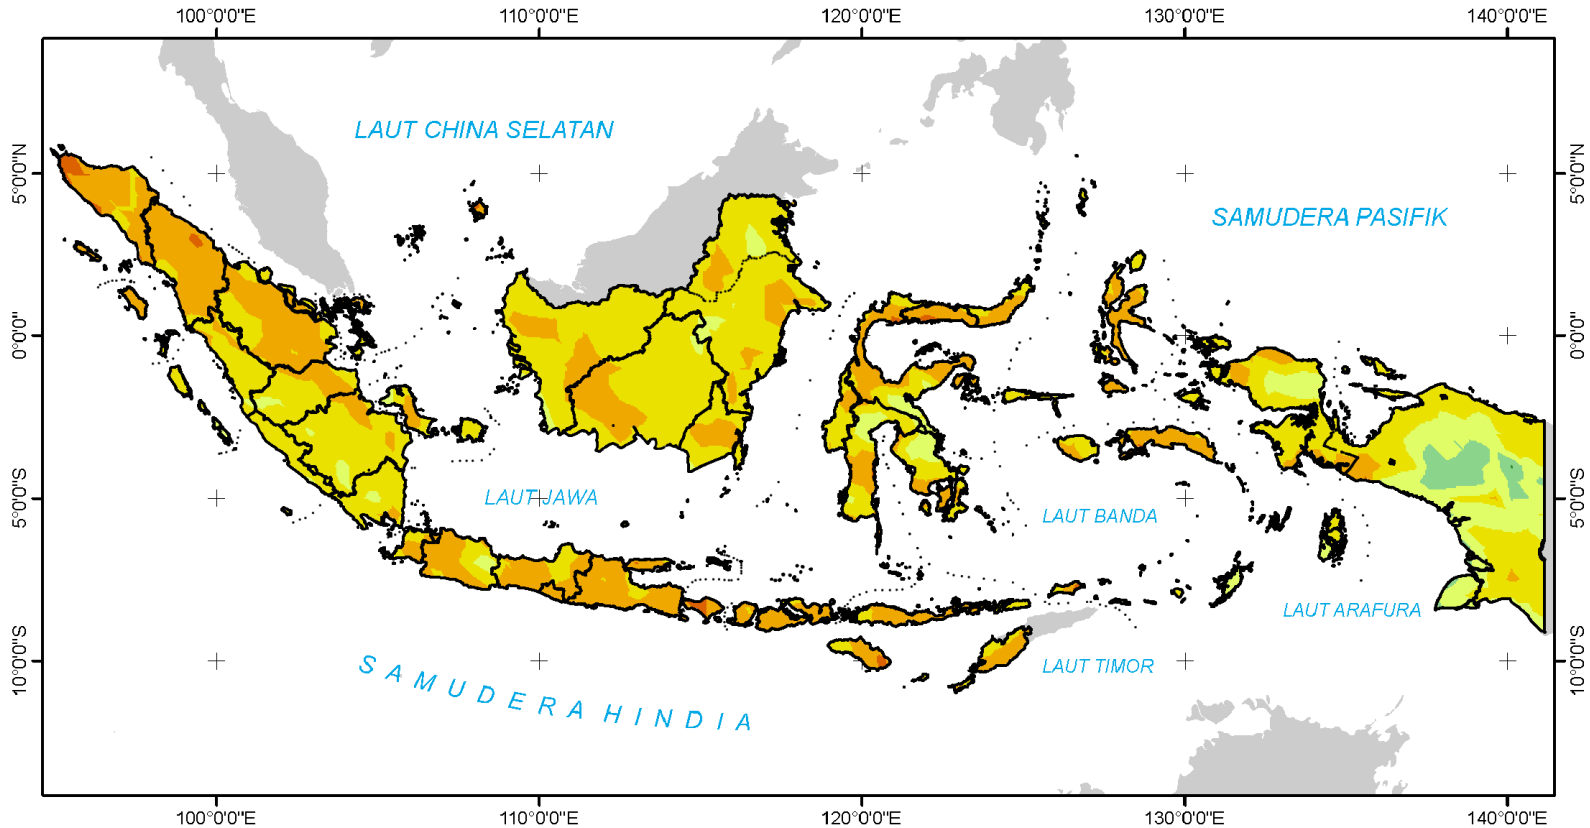 100°0'0"E 110°0'0"E 120°0'0"E 130°0'0"E 140°0'0"E
LAUT CHINA SELATAN
5°0'0"N 5°0'0"N
SAMUDERA PASIFIK
0°0'0" 0°0'0"
LAUT JAWA
5°0'0"S 5°0'0"S
LAUT BANDA
LAUT ARAFURA
10°0'0"S 10°0'0"S
LAUT TIMOR
SAMUDERA HINDIA
100°0'0"E 110°0'0"E 120°0'0"E 130°0'0"E 140°0'0"E